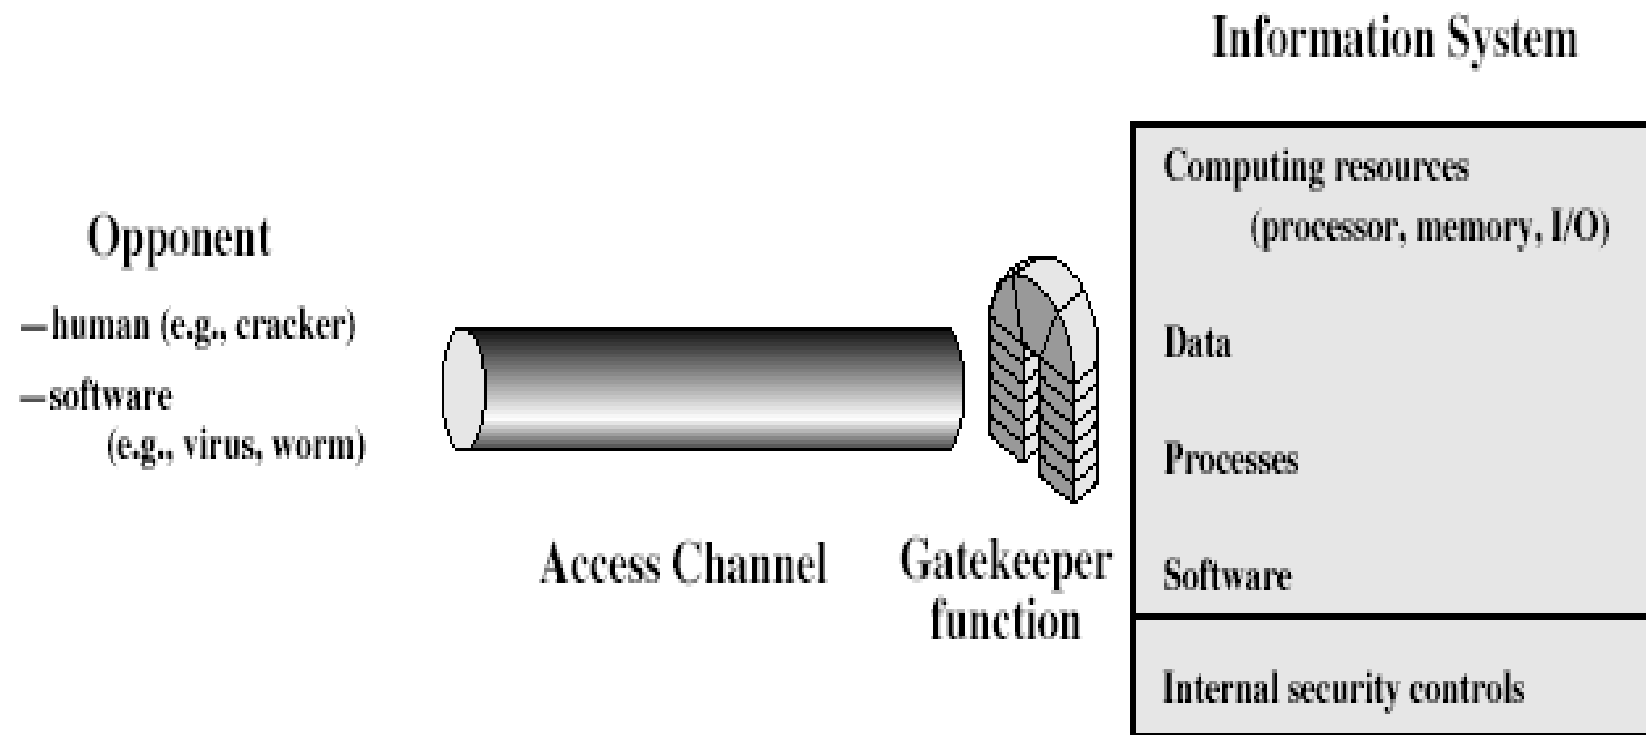 Information System
Opponent
—human (e.g., cracker)
—software
(e.g., virus, worm)
Access Channel
Gatekeeper
function
Computing resources
(processor, memory, I/O)
Data
Processes
Software
Internal security controls